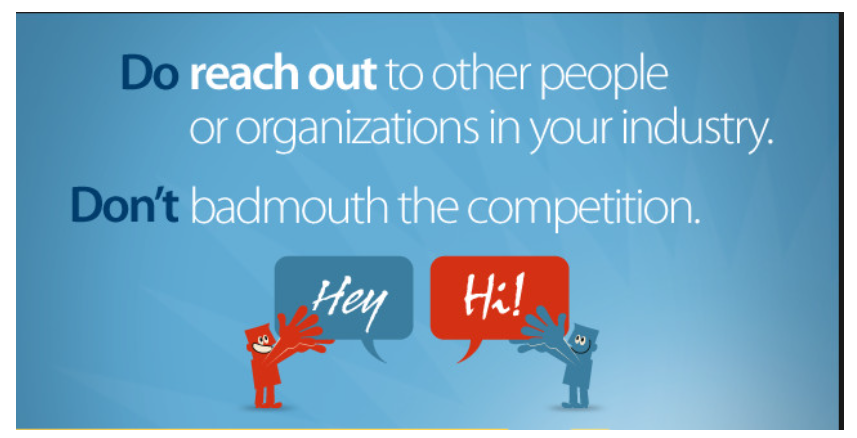 Do reach out to other people
or organizations in your industry.
Don't badmouth the competition.
Hey
Hi!